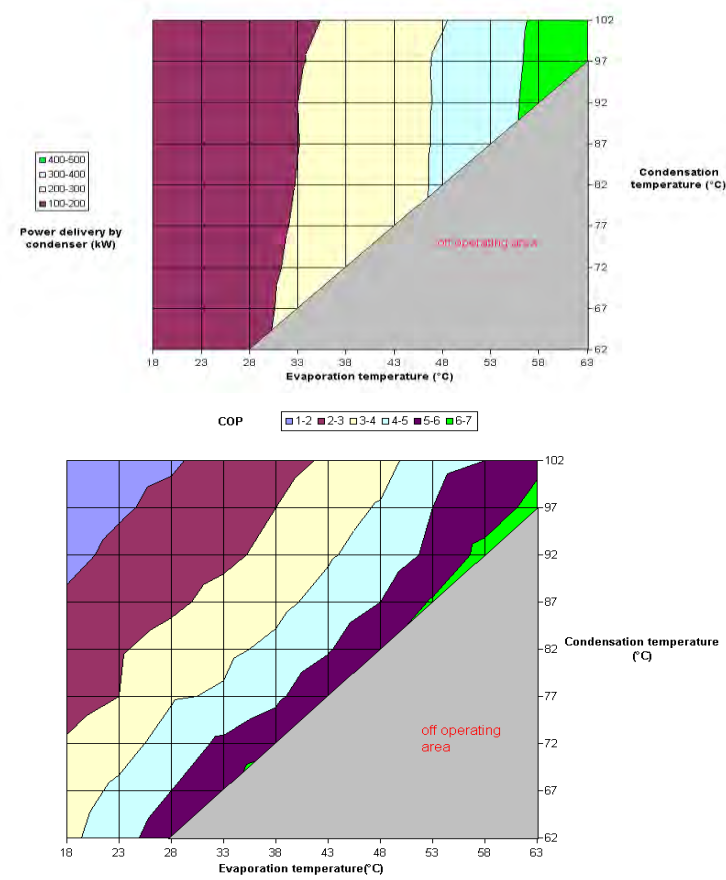 102
97
92
87
82
77
72
67
62
400-500
300-400
200-300
100-200
Power delivery by
condenser (kW)
Condensation
temperature (°C)
off operating area
18 23 28 33 38 43 48 53 58 63
Evaporation temperature (°C)
COP 1-2 2-3 3-4 4-5 5-6 6-7
102
97
92
87
82
77
72
67
62
Condensation temperature
(°C)
off operating
area
18 23 28 33 38 43 48 53 58 63
Evaporation temperature(°C)